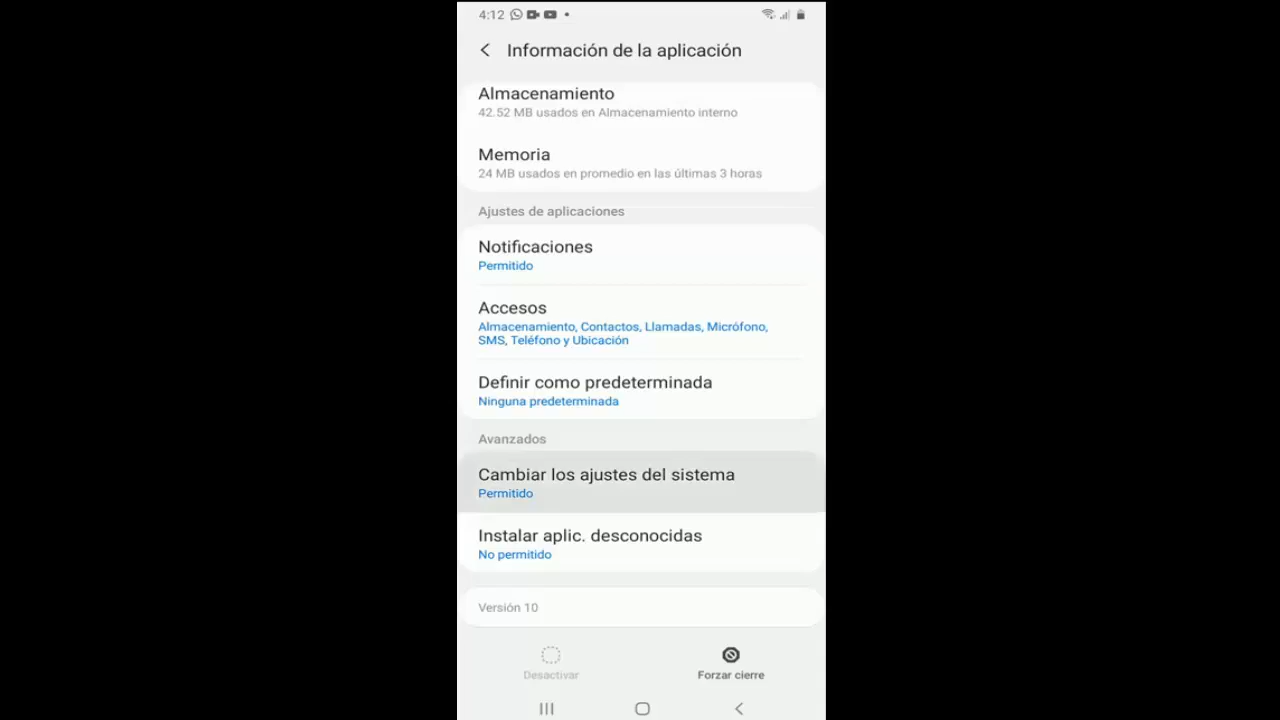 4:12
Información de la aplicación
Almacenamiento
42.52 MB usados en Almacenamiento interno
Memoria
24 MB usados en promedio en las últimas 3 horas
Ajustes de aplicaciones
Notificaciones
Permitido
Accesos
Almacenamiento, Contactos, Llamadas, Micrófono,
SMS, Teléfono y Ubicación
Definir como predeterminada
Ninguna predeterminada
Avanzados
Cambiar los ajustes del sistema
Permitido
Instalar aplic. desconocidas
No permitido
Versión 10
Desactivar
Forzar cierre